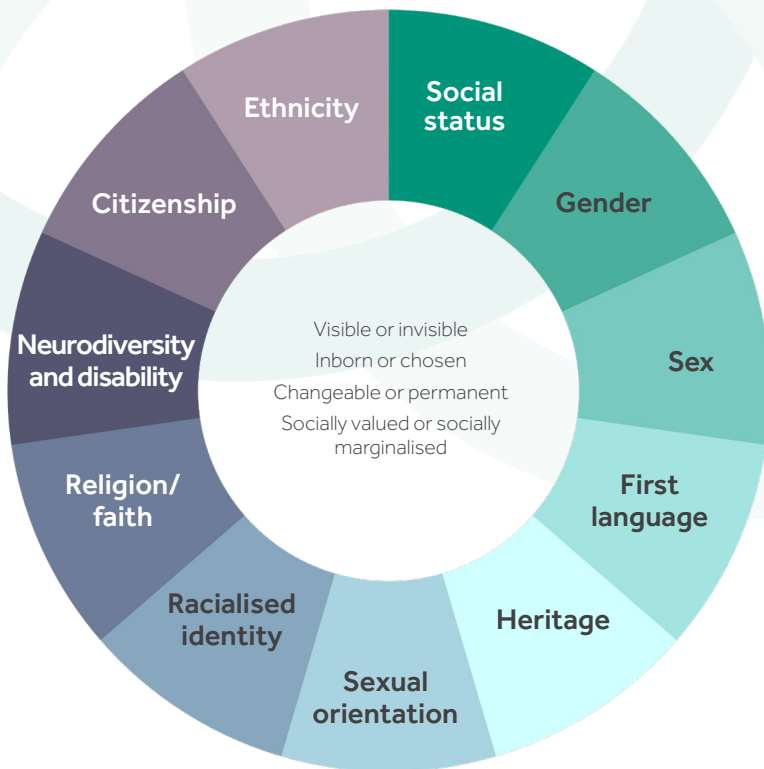 Social
status
Gender
Sex
First
language
Heritage
Sexual
orientation
Racialised
identity
Religion/
faith
Neurodiversity
and disability
Citizenship
Ethnicity
Visible or invisible
Inborn or chosen
Changeable or permanent
Socially valued or socially
marginalised